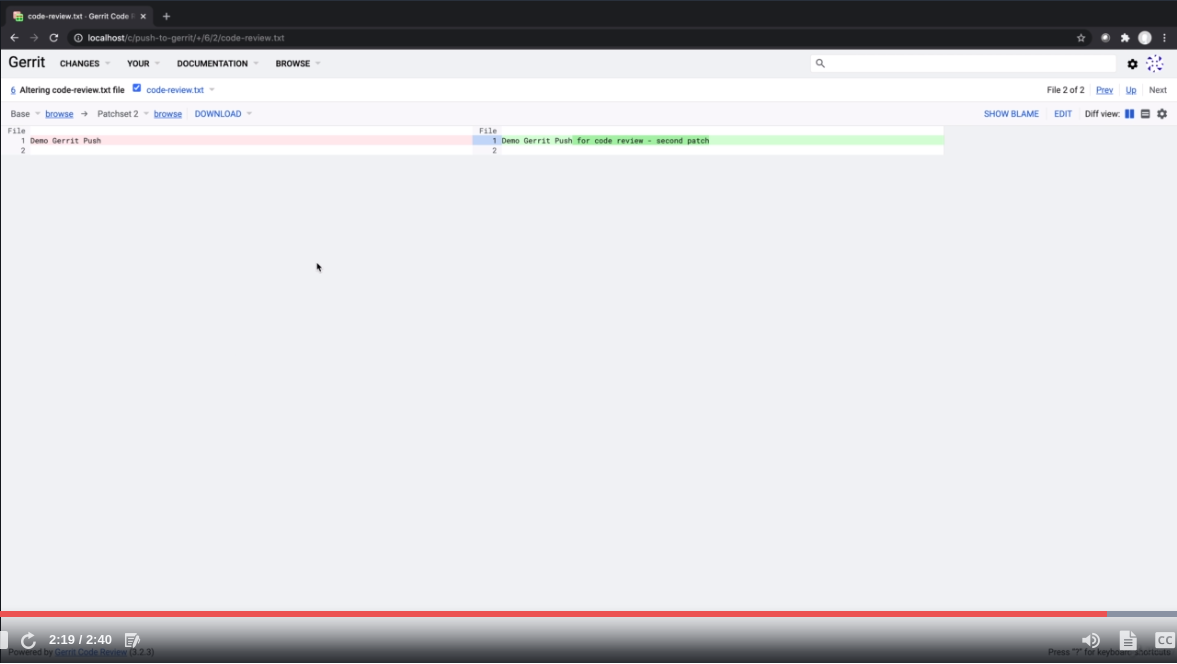 code-review.txt · Gerrit Code R
localhost/c/push-to-gerrit/+/6/2/code-review.txt
Gerrit CHANGES YOUR DOCUMENTATION BROWSE
6 Altering code-review.txt file code-review.txt File 2 of 2 Prev Up Next
Base browse → Patchset 2 browse DOWNLOAD SHOW BLAME EDIT Diff view:
File File
1 Demo Gerrit Push 1 Demo Gerrit Push for code review - second patch
2 2
2:19 / 2:40 CC
Powered by Gerrit Code Review (3.2.3) Press "?" for keyboard shortcuts